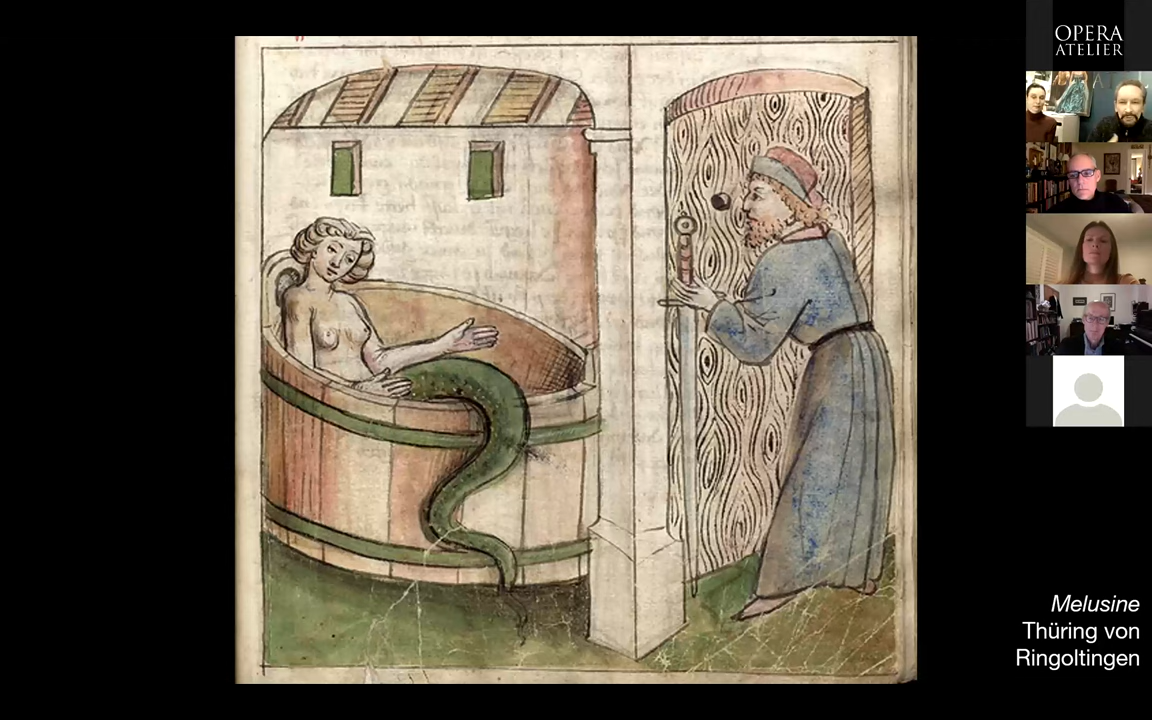 OPERA
ATELIER
Melusine
Thüring von
Ringoltingen